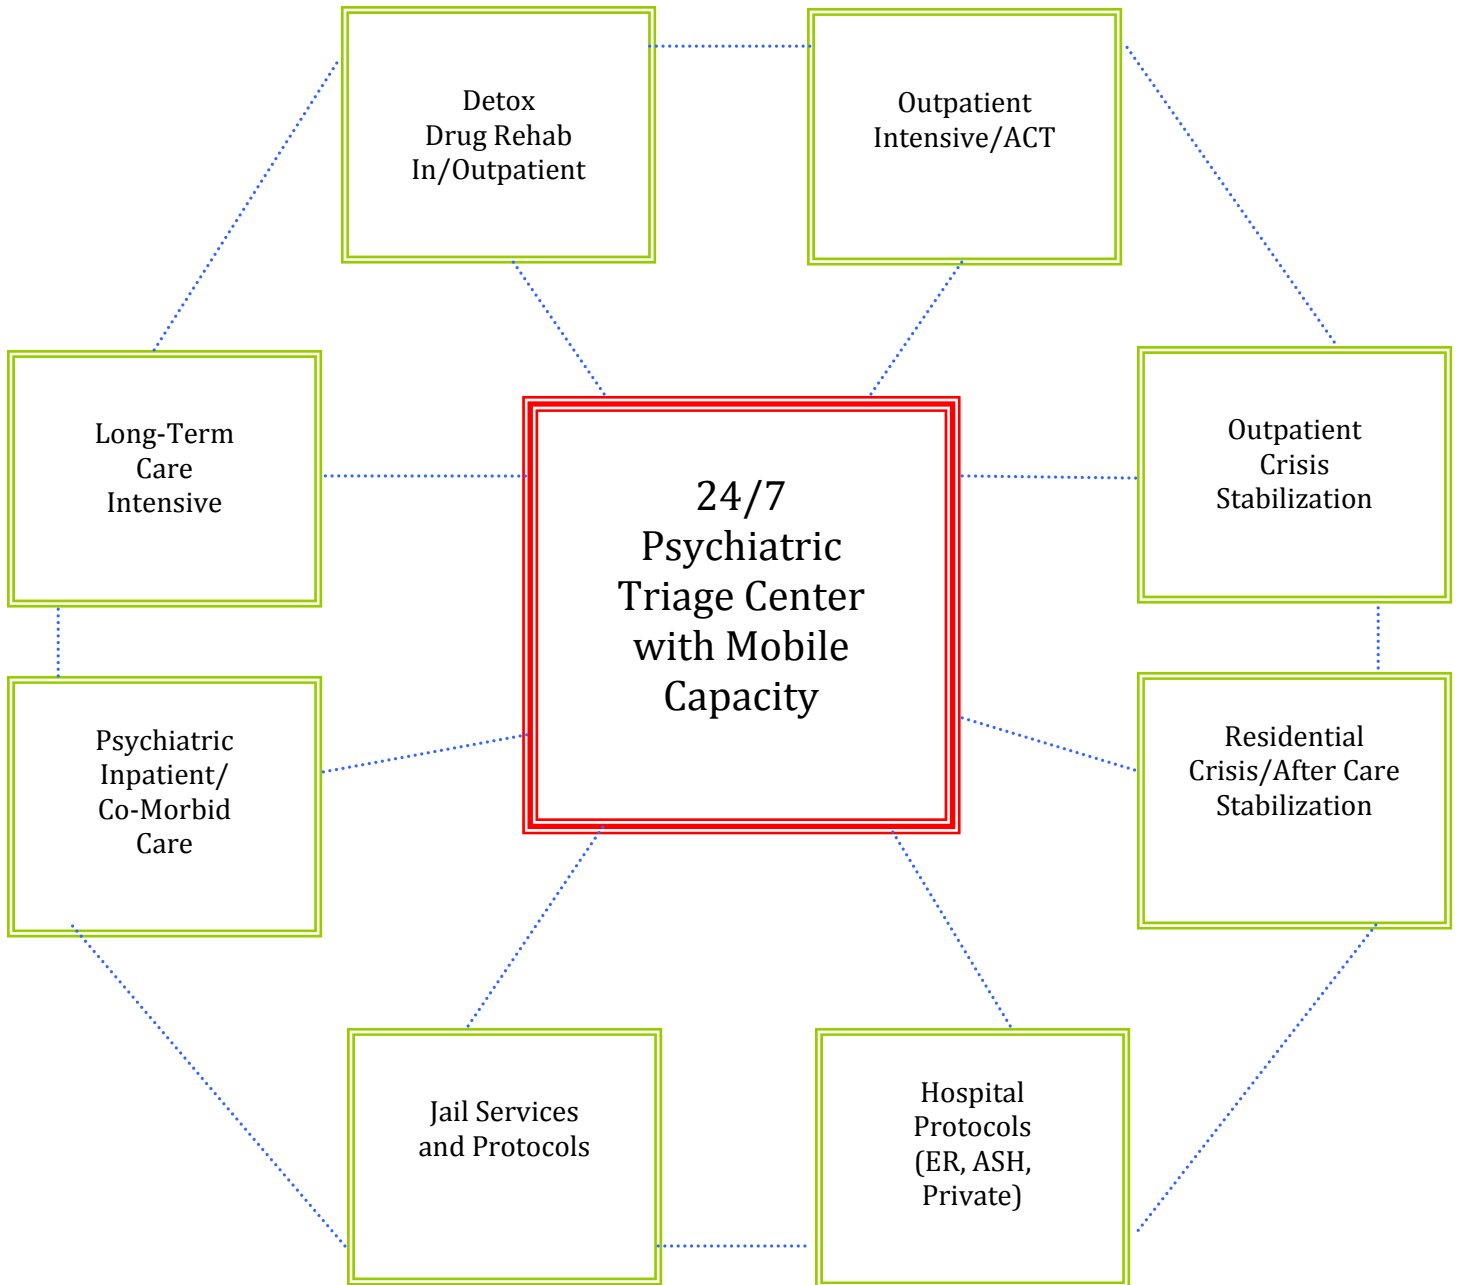 Detox
Drug Rehab
In/Outpatient
Outpatient
Intensive/ACT
Long-Term
Care
Intensive
24/7
Psychiatric
Triage Center
with Mobile
Capacity
Outpatient
Crisis
Stabilization
Psychiatric
Inpatient/
Co-Morbid
Care
Residential
Crisis/After Care
Stabilization
Jail Services
and Protocols
Hospital
Protocols
(ER, ASH,
Private)